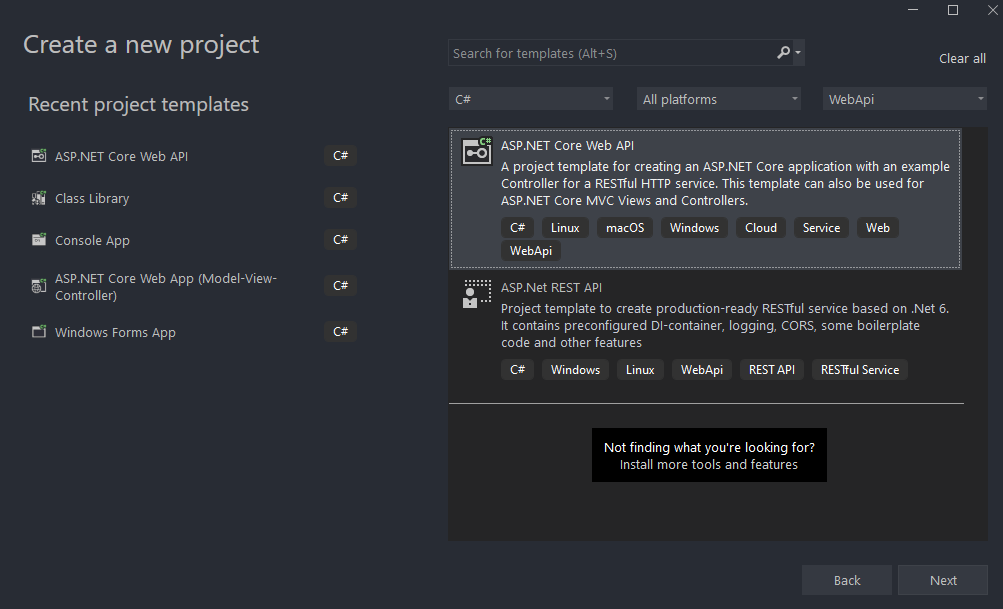 Create a new project
Search for templates (Alt+S)
Clear all
Recent project templates
C#
All platforms
WebApi
ASP.NET Core Web API
C#
Class Library
C#
Console App
C#
ASP.NET Core Web App (Model-View-
Controller)
C#
Windows Forms App
C#
ASP.NET Core Web API
A project template for creating an ASP.NET Core application with an example
Controller for a RESTful HTTP service. This template can also be used for
ASP.NET Core MVC Views and Controllers.
C# Linux macOS Windows Cloud Service Web
WebApi
ASP.Net REST API
Project template to create production-ready RESTful service based on .Net 6.
It contains preconfigured DI-container, logging, CORS, some boilerplate
code and other features
C# Windows Linux WebApi REST API RESTful Service
Not finding what you're looking for?
Install more tools and features
Back
Next